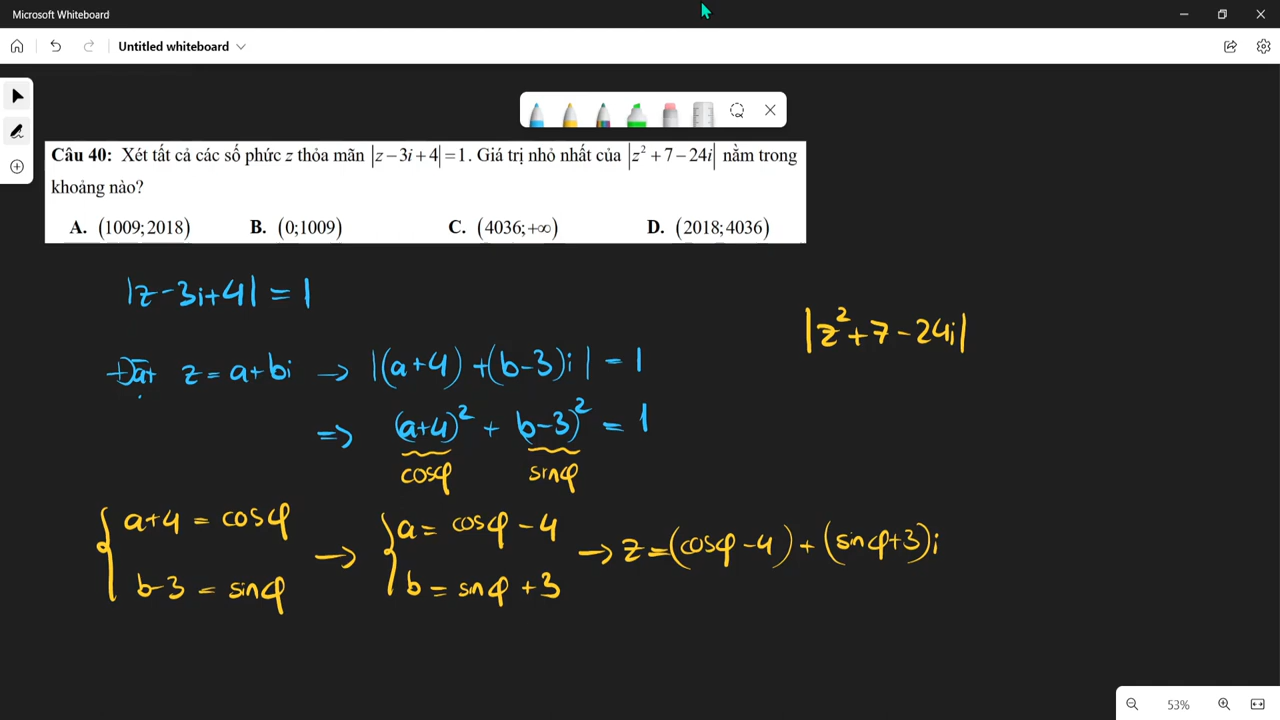 Microsoft Whiteboard
Untitled whiteboard
Câu 40: Xét tất cả các số phức z thỏa mãn |z−3i+4|=1. Giá trị nhỏ nhất của |z²+7−24i| nằm trong
khoảng nào?
A. (1009;2018) B. (0;1009) C. (4036;+∞) D. (2018;4036)
|z-3i+4| = 1
|z²+7-24i|
Đặt z = a+bi → |(a+4)+(b-3)i| = 1
⇒ (a+4)² + (b-3)² = 1
cosφ sinφ
{ a+4 = cosφ → { a = cosφ - 4 → z = (cosφ-4) + (sinφ+3)i
b-3 = sinφ b = sinφ + 3
53%